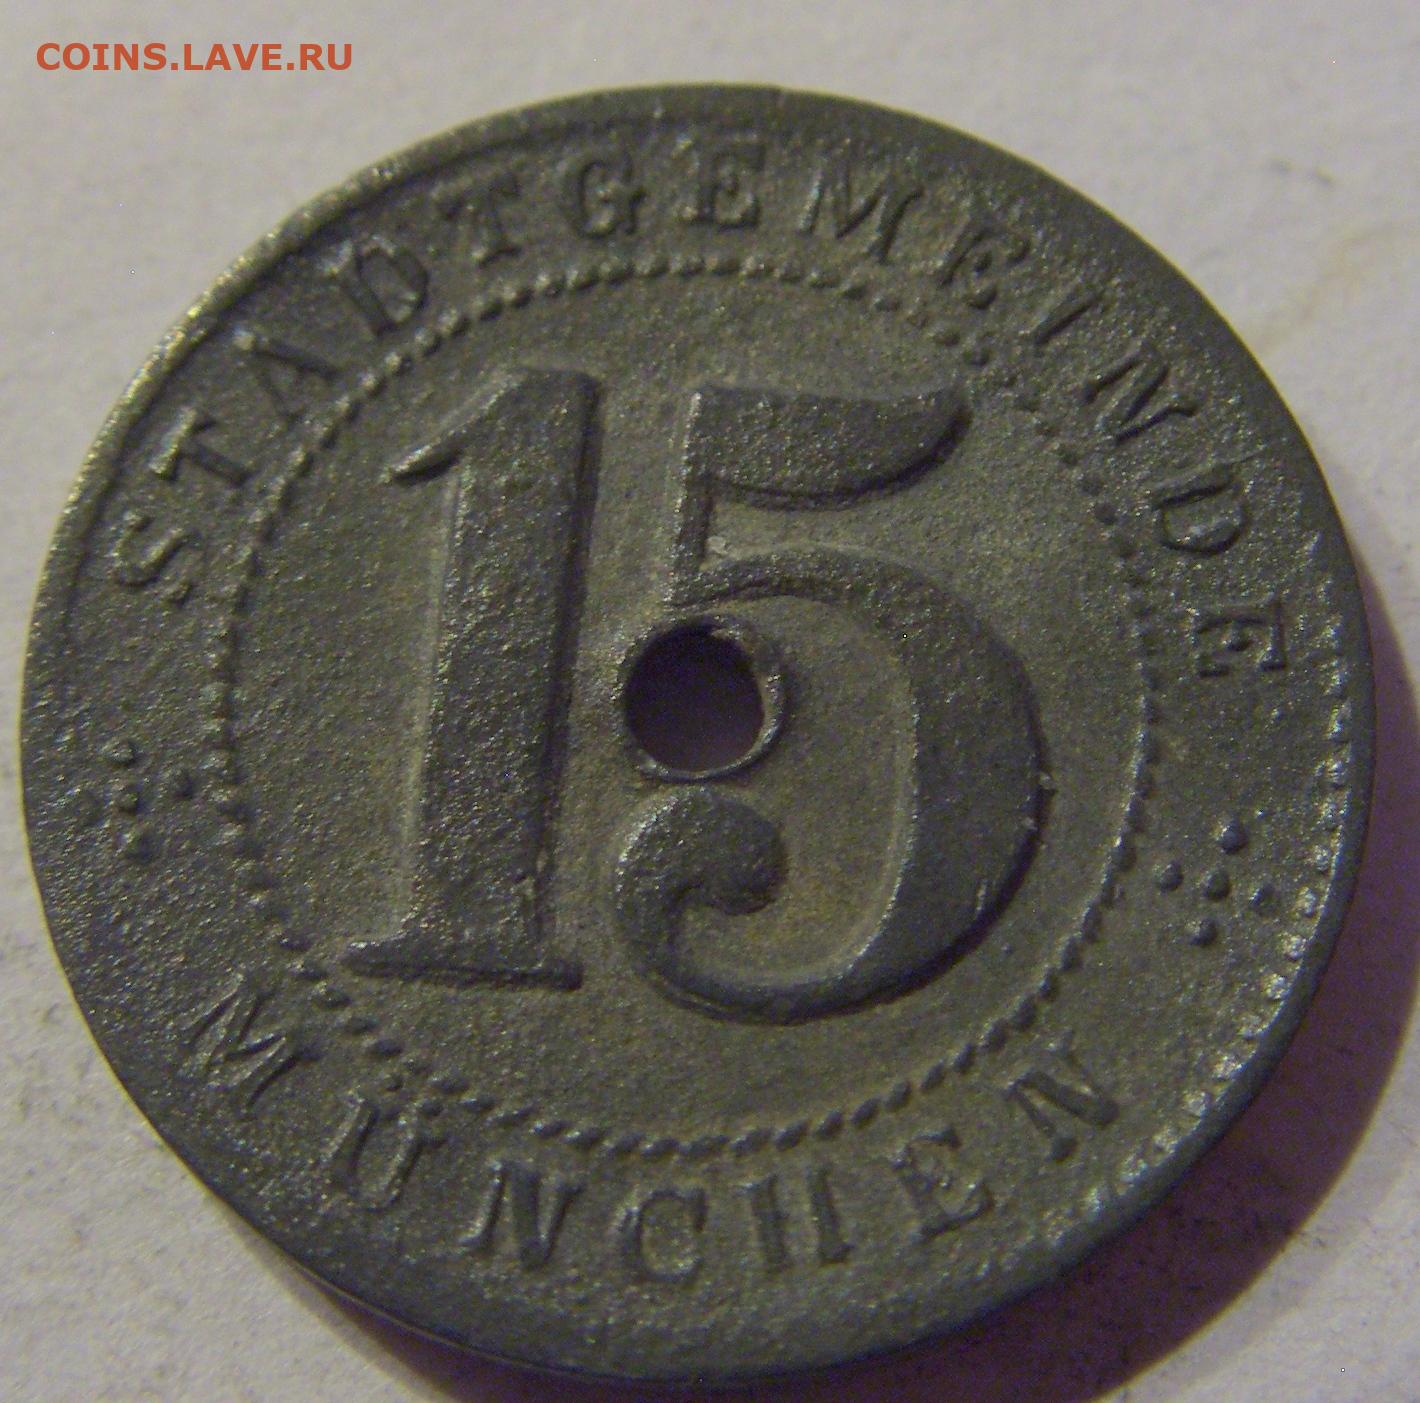 COINS.LAVE.RU
STADTGEMEINDE
15
MÜNCHEN